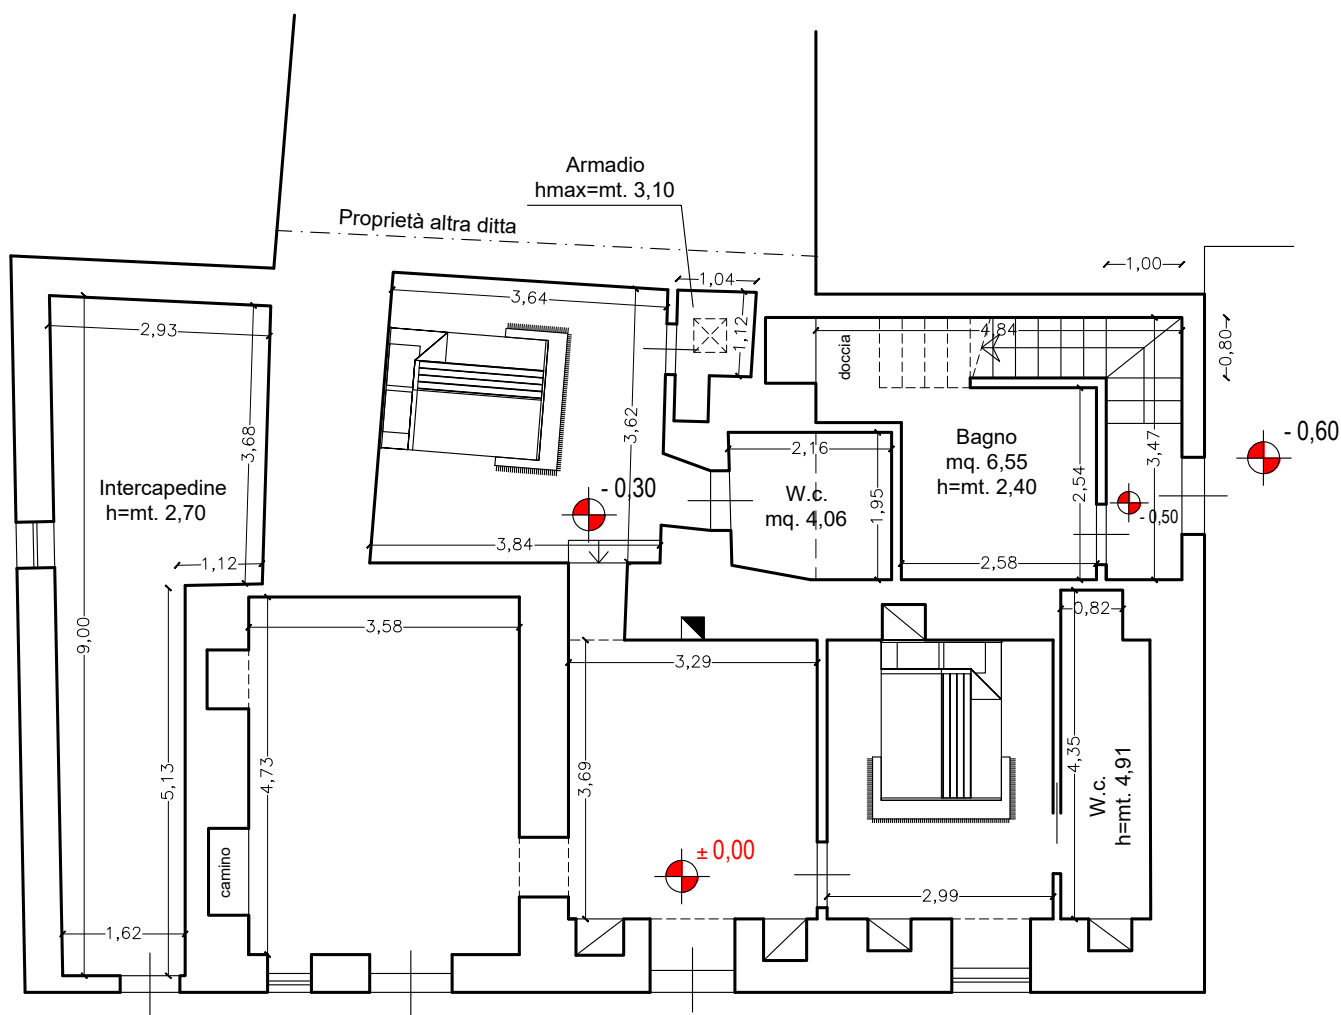 Armadio
hmax=mt. 3,10
Proprietà altra ditta
1,00
1,04
3,64
2,93
1,12
4,84
0,80
doccia
3,62
3,68
2,16
Bagno
mq. 6,55
h=mt. 2,40
3,47
- 0,60
Intercapedine
h=mt. 2,70
- 0,30
W.c.
mq. 4,06
1,95
2,54
- 0,50
3,84
1,12
2,58
9,00
3,58
3,29
0,82
5,13
4,73
3,69
4,35
W.c.
h=mt. 4,91
camino
± 0,00
2,99
1,62